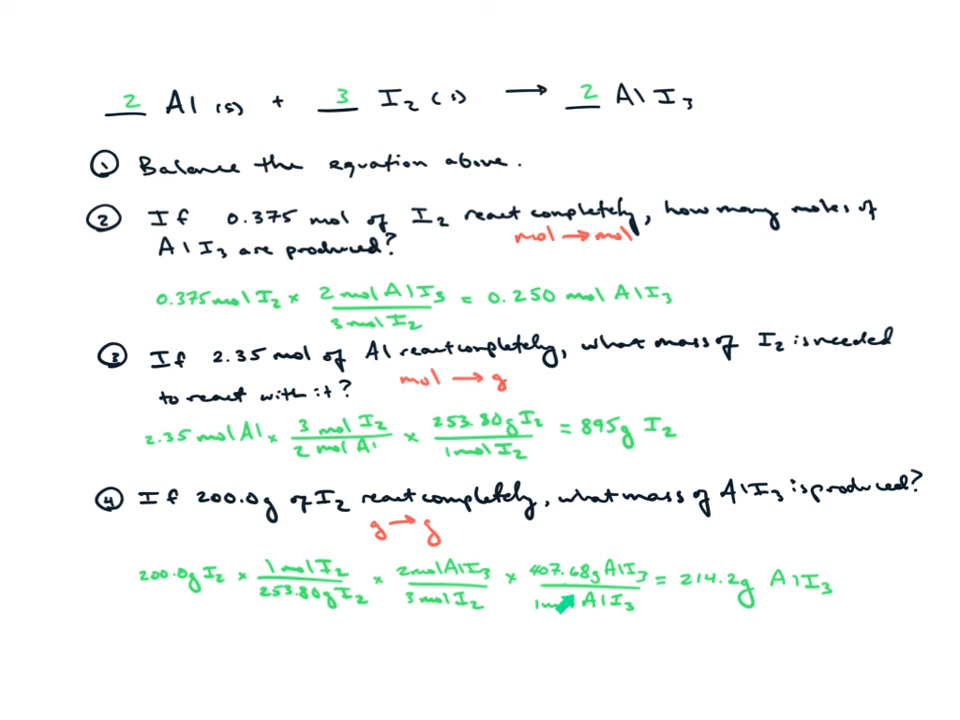 2 Al (s) + 3 I₂ (s) → 2 AlI₃
① Balance the equation above.
② If 0.375 mol of I₂ react completely, how many moles of
AlI₃ are produced?
mol → mol
0.375 mol I₂ × 2 mol AlI₃ / 3 mol I₂ = 0.250 mol AlI₃
③ If 2.35 mol of Al react completely, what mass of I₂ is needed
to react with it?
mol → g
2.35 mol Al × 3 mol I₂ / 2 mol Al × 253.80 g I₂ / 1 mol I₂ = 895 g I₂
④ If 200.0g of I₂ react completely, what mass of AlI₃ is produced?
g → g
200.0g I₂ × 1 mol I₂ / 253.80 g I₂ × 2 mol AlI₃ / 3 mol I₂ × 407.68g AlI₃ / 1 AlI₃ = 214.2g AlI₃